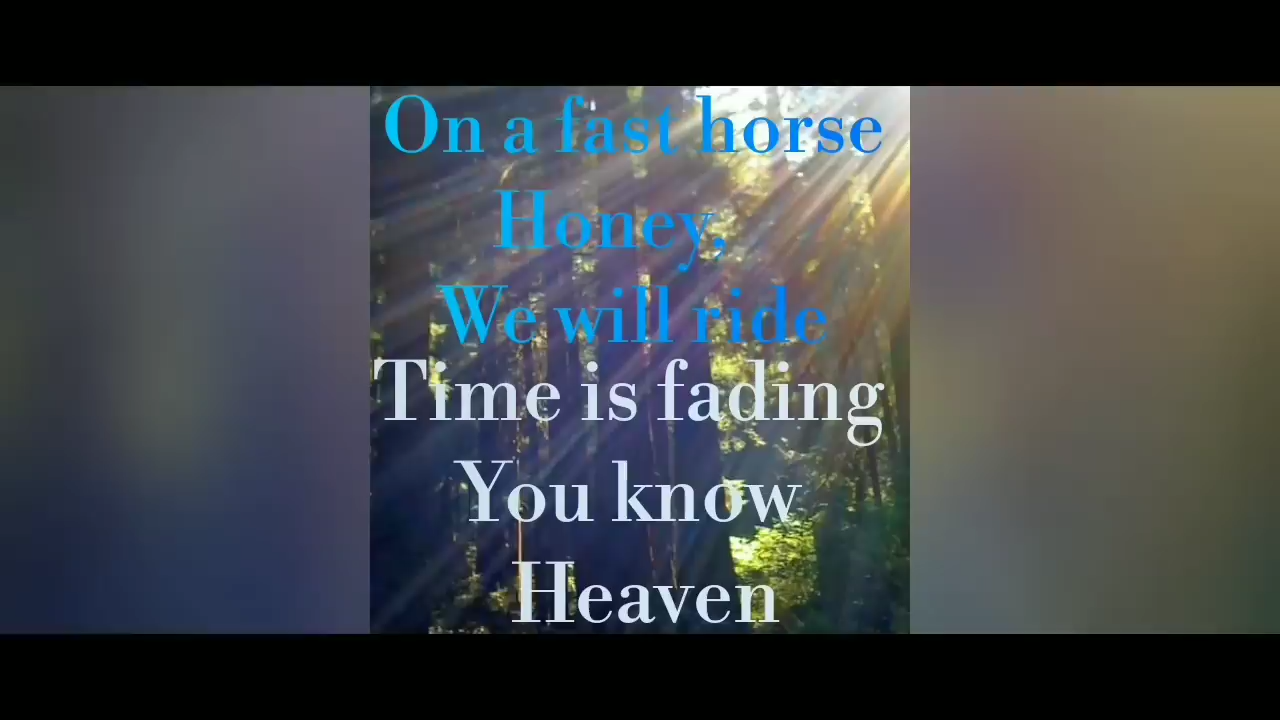 On a fast horse
Honey,
We will ride
Time is fading
You know
Heaven